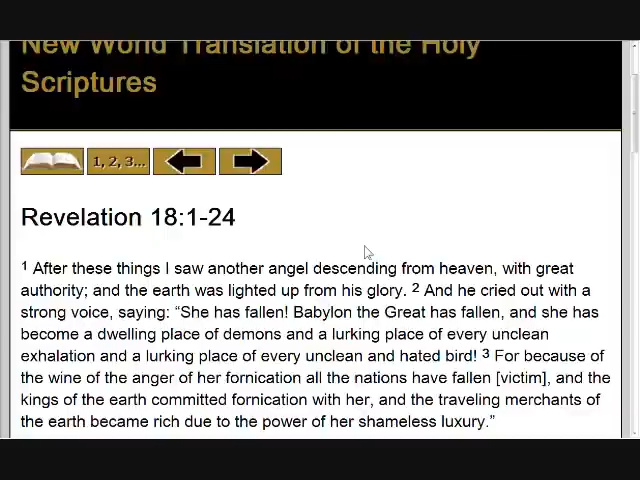 New World Translation of the Holy
Scriptures
1, 2, 3...
Revelation 18:1-24
1 After these things I saw another angel descending from heaven, with great
authority; and the earth was lighted up from his glory. 2 And he cried out with a
strong voice, saying: “She has fallen! Babylon the Great has fallen, and she has
become a dwelling place of demons and a lurking place of every unclean
exhalation and a lurking place of every unclean and hated bird! 3 For because of
the wine of the anger of her fornication all the nations have fallen [victim], and the
kings of the earth committed fornication with her, and the traveling merchants of
the earth became rich due to the power of her shameless luxury.”